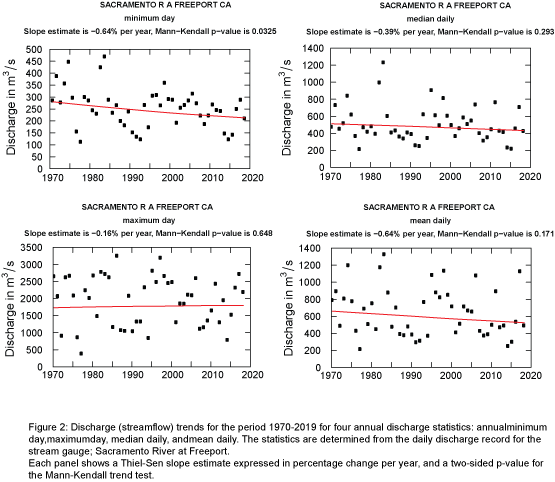 SACRAMENTO R A FREEPORT CA
minimum day
Slope estimate is −0.64% per year, Mann−Kendall p−value is 0.0325
500
450
400
350
300
250
200
150
100
50
0
Discharge in m³/s
1970 1980 1990 2000 2010 2020
SACRAMENTO R A FREEPORT CA
median daily
Slope estimate is −0.39% per year, Mann−Kendall p−value is 0.293
1400
1200
1000
800
600
400
200
0
1970 1980 1990 2000 2010 2020
SACRAMENTO R A FREEPORT CA
maximum day
Slope estimate is −0.16% per year, Mann−Kendall p−value is 0.648
3500
3000
2500
2000
1500
1000
500
0
Discharge in m³/s
1970 1980 1990 2000 2010 2020
SACRAMENTO R A FREEPORT CA
mean daily
Slope estimate is −0.64% per year, Mann−Kendall p−value is 0.171
1400
1200
1000
800
600
400
200
0
1970 1980 1990 2000 2010 2020
Figure 2: Discharge (streamflow) trends for the period 1970-2019 for four annual discharge statistics: annualminimum
day,maximumday, median daily, andmean daily. The statistics are determined from the daily discharge record for the
stream gauge; Sacramento River at Freeport.
Each panel shows a Thiel-Sen slope estimate expressed in percentage change per year, and a two-sided p-value for
the Mann-Kendall trend test.